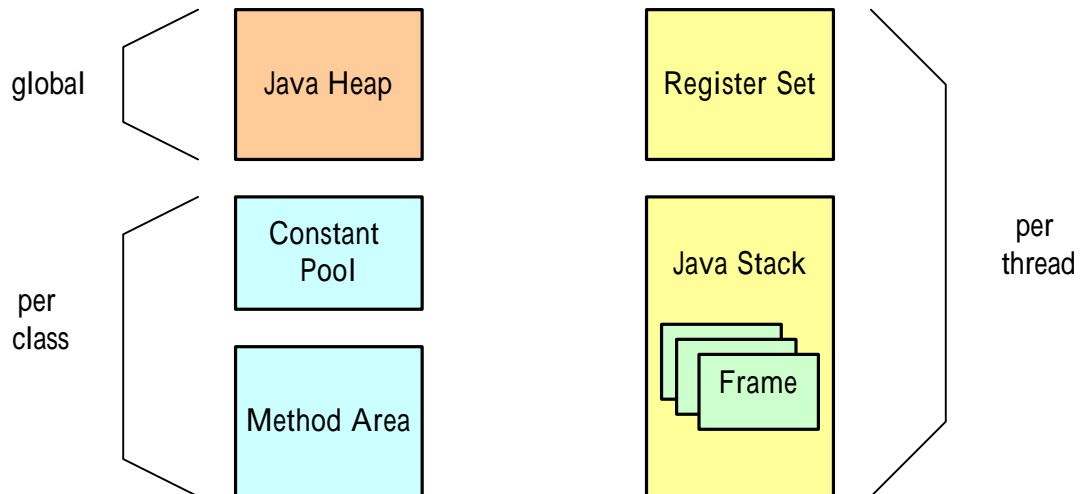 global
Java Heap
Register Set
Constant
Pool
per
class
Method Area
Java Stack
Frame
per
thread